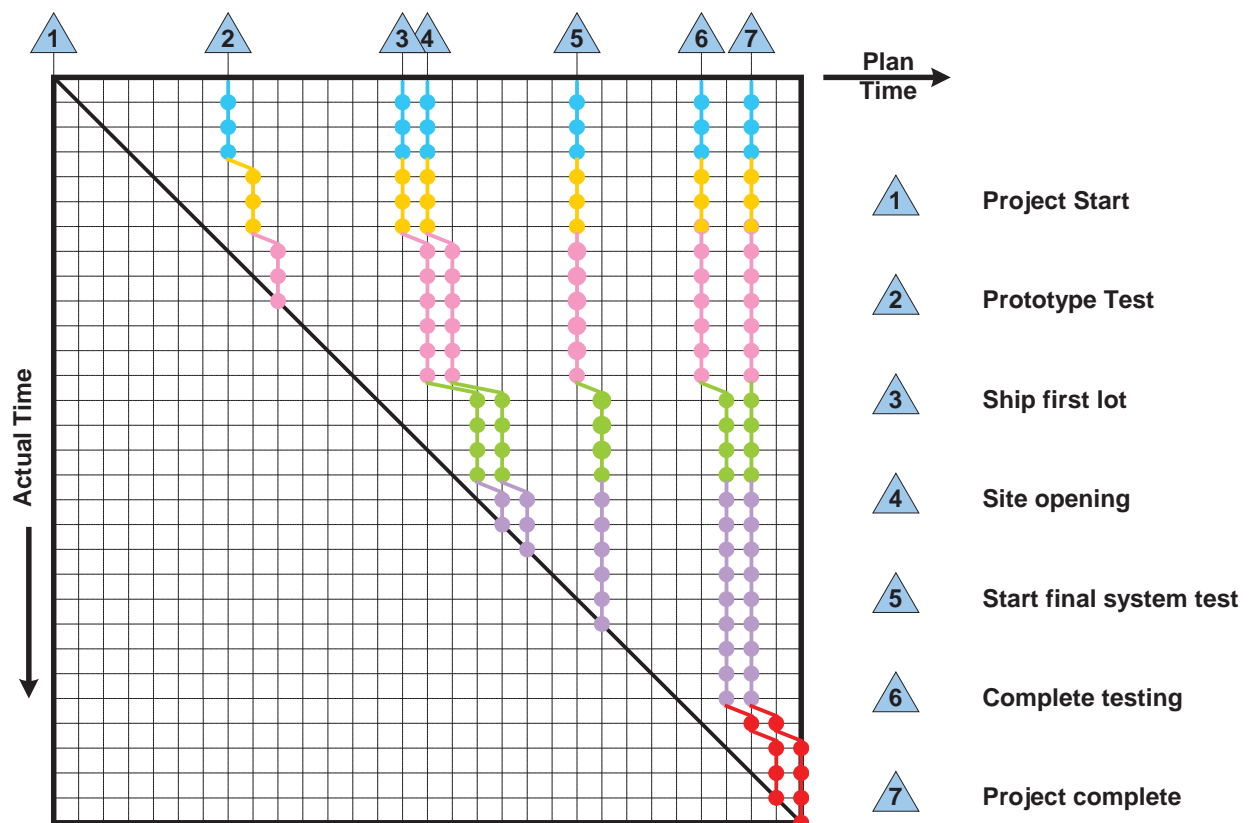 1 2 3 4 5 6 7
Plan
Time
Actual Time
1 Project Start
2 Prototype Test
3 Ship first lot
4 Site opening
5 Start final system test
6 Complete testing
7 Project complete